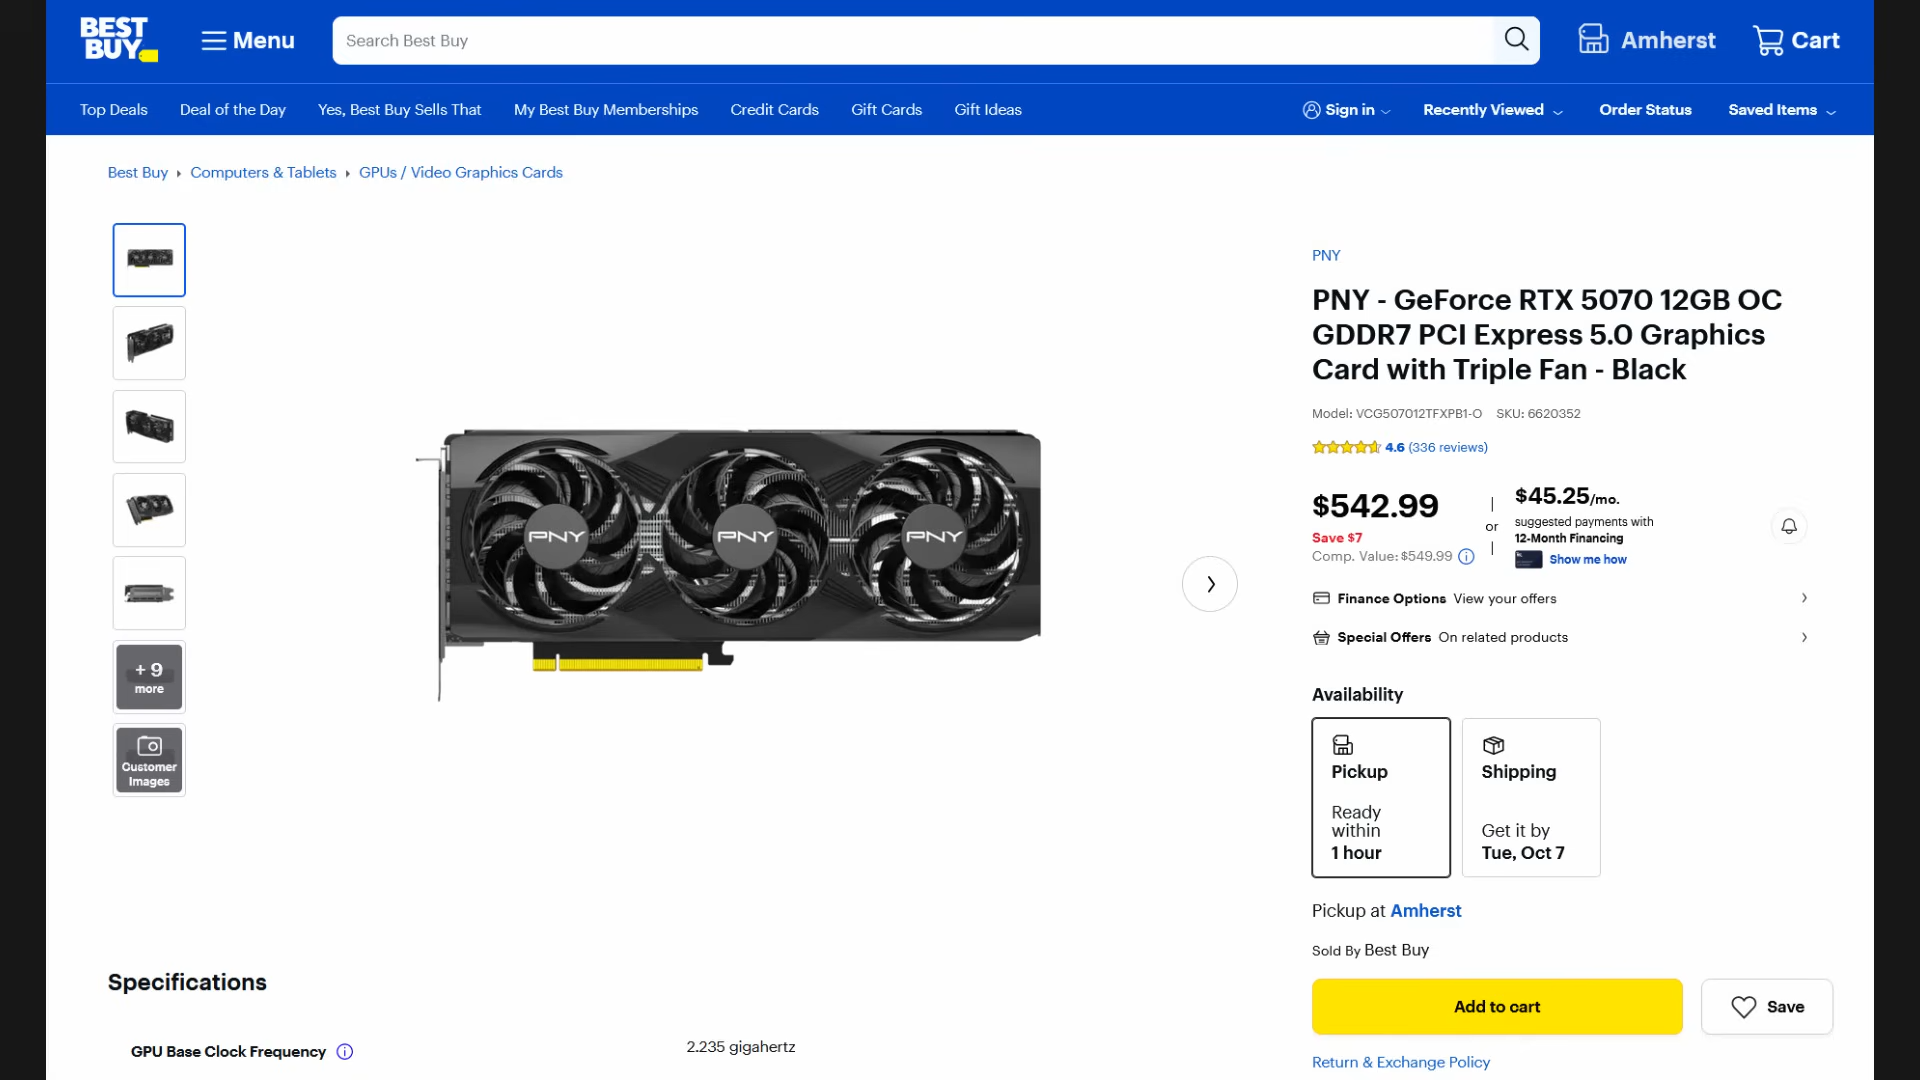 BEST
BUY
Menu
Search Best Buy
Amherst
Cart
Top Deals
Deal of the Day
Yes, Best Buy Sells That
My Best Buy Memberships
Credit Cards
Gift Cards
Gift Ideas
Sign in
Recently Viewed
Order Status
Saved Items
Best Buy
Computers & Tablets
GPUs / Video Graphics Cards
+ 9
more
Customer
Images
PNY
PNY
PNY
PNY
PNY - GeForce RTX 5070 12GB OC
GDDR7 PCI Express 5.0 Graphics
Card with Triple Fan - Black
Model: VCG507012TFXPB1-O SKU: 6620352
4.6 (336 reviews)
$542.99
Save $7
Comp. Value: $549.99
or
$45.25/mo.
suggested payments with
12-Month Financing
Show me how
Finance Options View your offers
Special Offers On related products
Availability
Pickup
Ready
within
1 hour
Shipping
Get it by
Tue, Oct 7
Pickup at Amherst
Sold By Best Buy
Add to cart
Save
Return & Exchange Policy
Specifications
GPU Base Clock Frequency
2.235 gigahertz